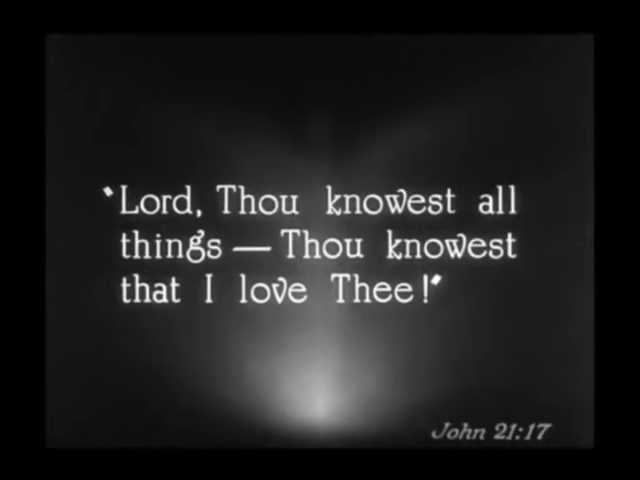 "Lord, Thou knowest all
things — Thou knowest
that I love Thee!"
John 21:17